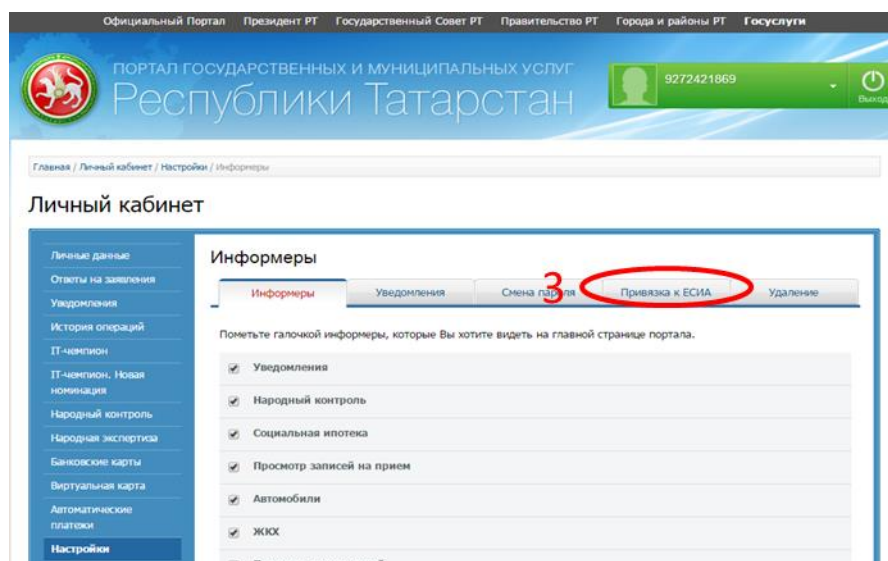 Официальный Портал Президент РТ Государственный Совет РТ Правительство РТ Города и районы РТ Госуслуги
ПОРТАЛ ГОСУДАРСТВЕННЫХ И МУНИЦИПАЛЬНЫХ УСЛУГ
Республики Татарстан
9272421869
Выход
Главная / Личный кабинет / Настройки / Информеры
Личный кабинет
Личные данные
Ответы на заявления
Уведомления
История операций
IT-чемпион
IT-чемпион. Новая
номинация
Народный контроль
Народная экспертиза
Банковские карты
Виртуальная карта
Автоматические
платежи
Настройки
Информеры
Информеры Уведомления Смена пароля 3 Привязка к ЕСИА Удаление
Пометьте галочкой информеры, которые Вы хотите видеть на главной странице портала.
Уведомления
Народный контроль
Социальная ипотека
Просмотр записей на прием
Автомобили
ЖКХ